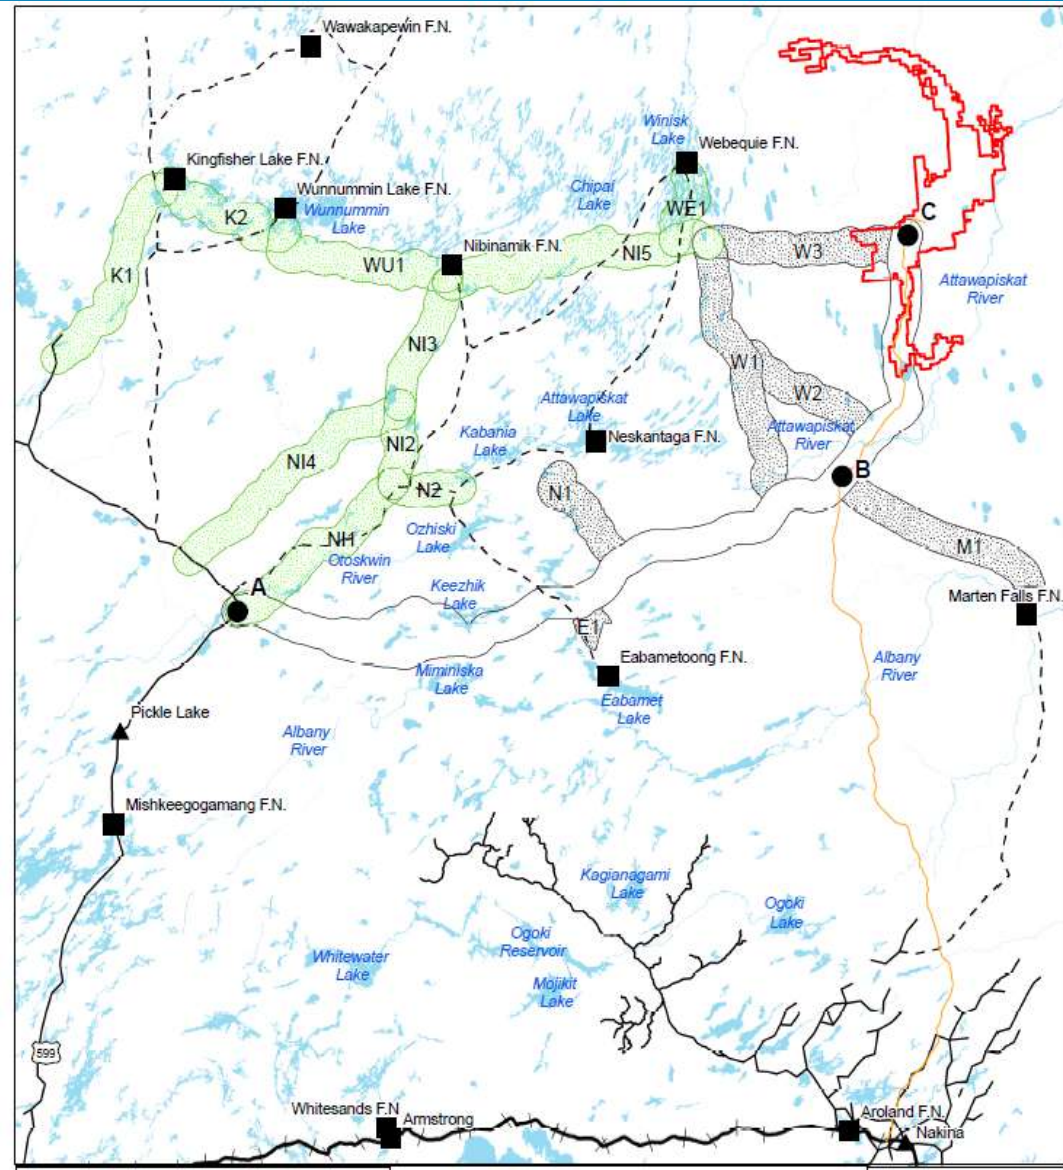 Wawakapewin F.N.
Winisk
Lake
Webequie F.N.
Kingfisher Lake F.N.
Wunnummin Lake F.N.
Chipai
Lake
K2
Wunnummin
Lake
WE1
C
Nibinamik F.N.
WU1
NI5
W3
K1
Attawapiskat
River
NI3
W1
W2
Attawapiskat
Lake
Attawapiskat
River
Kabania
Lake
Neskantaga F.N.
NI2
NI4
B
N2
N1
Ozhiski
Lake
NH
Otoskwin
River
M1
A
Keezhik
Lake
Marten Falls F.N.
E1
Eabametoong F.N.
Albany
River
Miminiska
Lake
Eabamet
Lake
Pickle Lake
Albany
River
Mishkeegogamang F.N.
Kagianagami
Lake
Ogoki
Lake
Ogoki
Reservoir
Whitewater
Lake
Mojikit
Lake
599
Whitesands F.N
Armstrong
Aroland F.N.
Nakina